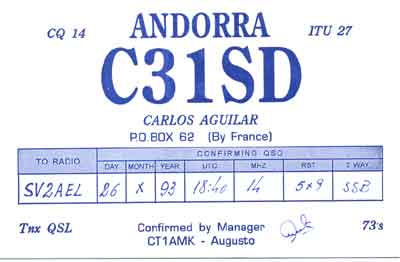 CQ 14 ANDORRA ITU 27
C31SD
CARLOS AGUILAR
P.O.BOX 62 (By France)
TO RADIO CONFIRMING QSO
DAY MONTH YEAR UTC MHZ RST 2 WAY
SV2AEL 26 X 93 18:40 14 5x9 SSB
Tnx QSL Confirmed by Manager 73's
CT1AMK - Augusto